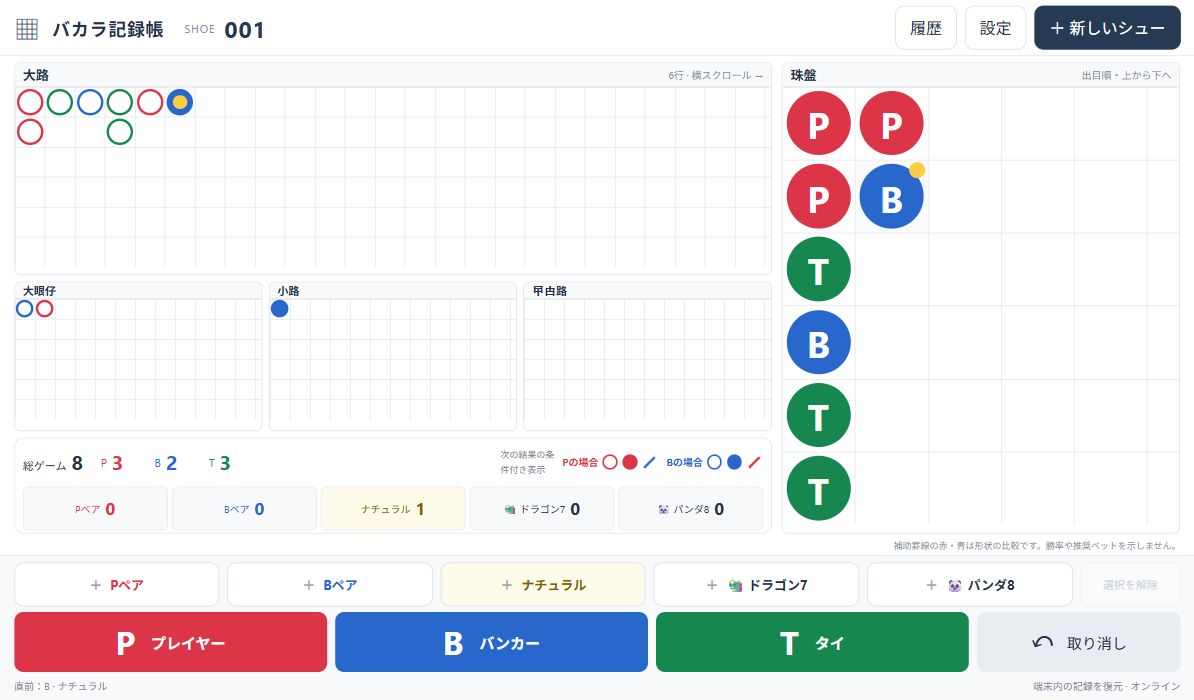 バカラ記録帳 SHOE 001 履歴 設定 ＋ 新しいシュー
大路 6行・横スクロール →
珠盤 出目順・上から下へ
P P
P B
T
B
T
T
大眼仔 小路 甲甴路
総ゲーム 8 P 3 B 2 T 3
次の結果の条件付き表示 Pの場合 Bの場合
Pペア 0 Bペア 0 ナチュラル 1 ドラゴン7 0 パンダ8 0
補助罫線の赤・青は形状の比較です。勝率や推奨ベットを示しません。
＋ Pペア ＋ Bペア ＋ ナチュラル ＋ ドラゴン7 ＋ パンダ8 選択を解除
P プレイヤー B バンカー T タイ 取り消し
直前：B・ナチュラル 端末内の記録を復元・オンライン